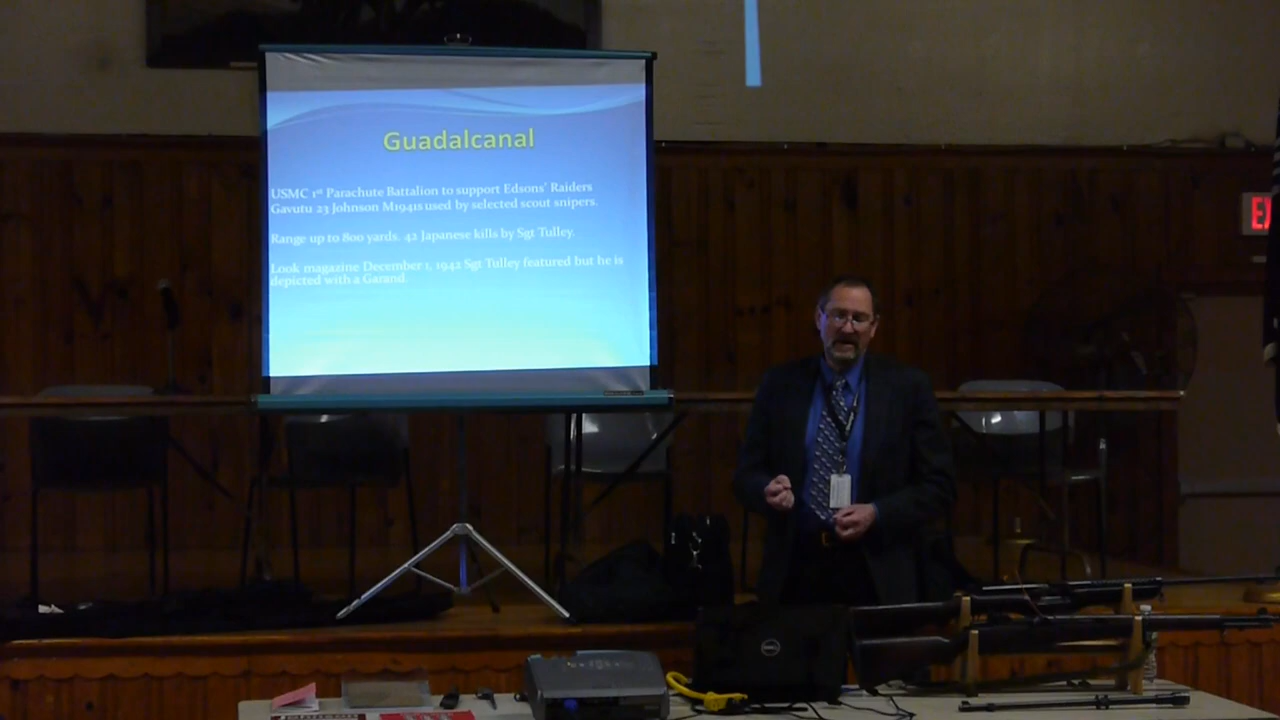 Guadalcanal
USMC 1st Parachute Battalion to support Edsons' Raiders
Gavutu 23 Johnson M1941s used by selected scout snipers.
Range up to 800 yards. 42 Japanese kills by Sgt Tulley.
Look magazine December 1, 1942 Sgt Tulley featured but he is
depicted with a Garand.
EX
DELL